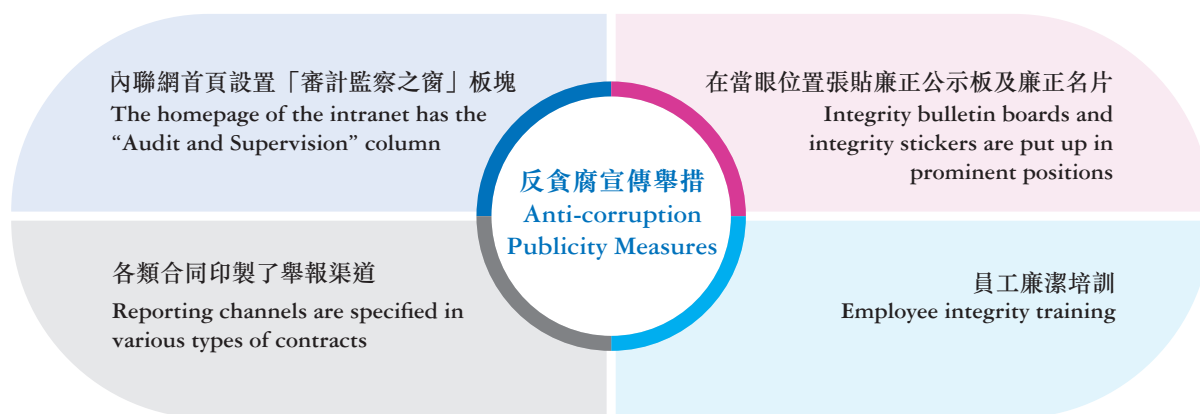 內聯網首頁設置「審計監察之窗」板塊
The homepage of the intranet has the
“Audit and Supervision” column
在當眼位置張貼廉正公示板及廉正名片
Integrity bulletin boards and
integrity stickers are put up in
prominent positions
反貪腐宣傳舉措
Anti-corruption
Publicity Measures
各類合同印製了舉報渠道
Reporting channels are specified in
various types of contracts
員工廉潔培訓
Employee integrity training